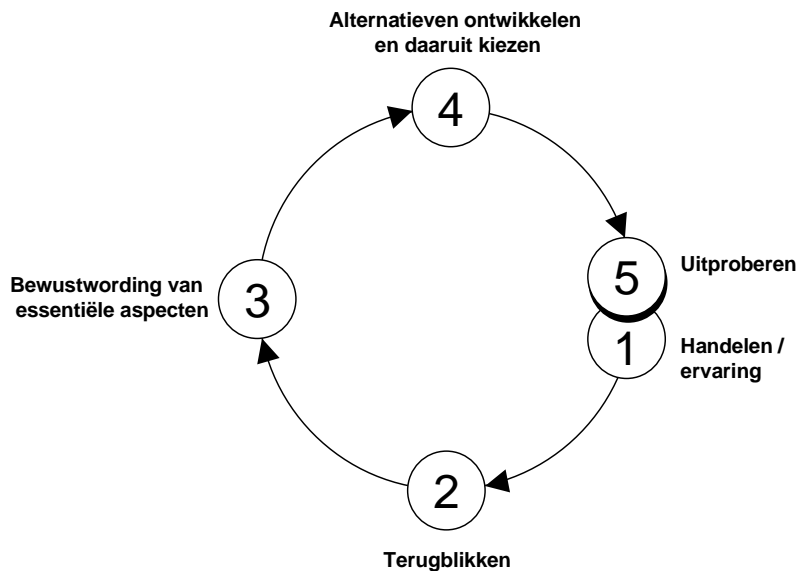 Alternatieven ontwikkelen
en daaruit kiezen
4
5
Uitproberen
Bewustwording van
essentiële aspecten
3
1
Handelen /
ervaring
2
Terugblikken